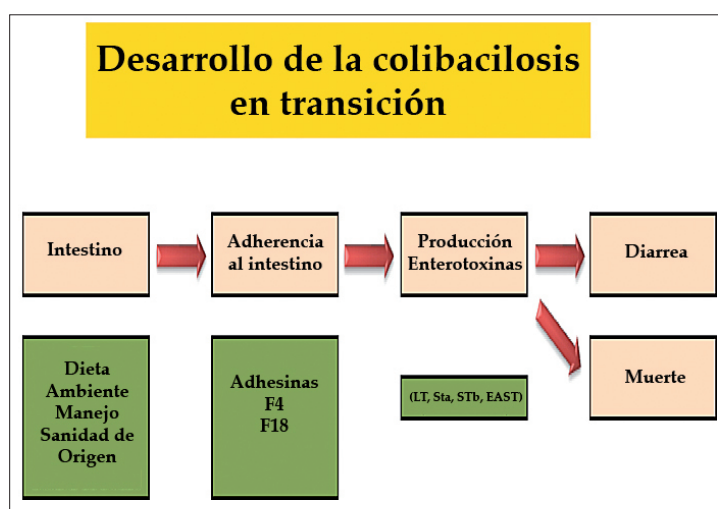 Desarrollo de la colibacilosis
en transición
Intestino
Adherencia
al intestino
Producción
Enterotoxinas
Diarrea
Dieta
Ambiente
Manejo
Sanidad de
Origen
Adhesinas
F4
F18
(LT, Sta, STb, EAST)
Muerte